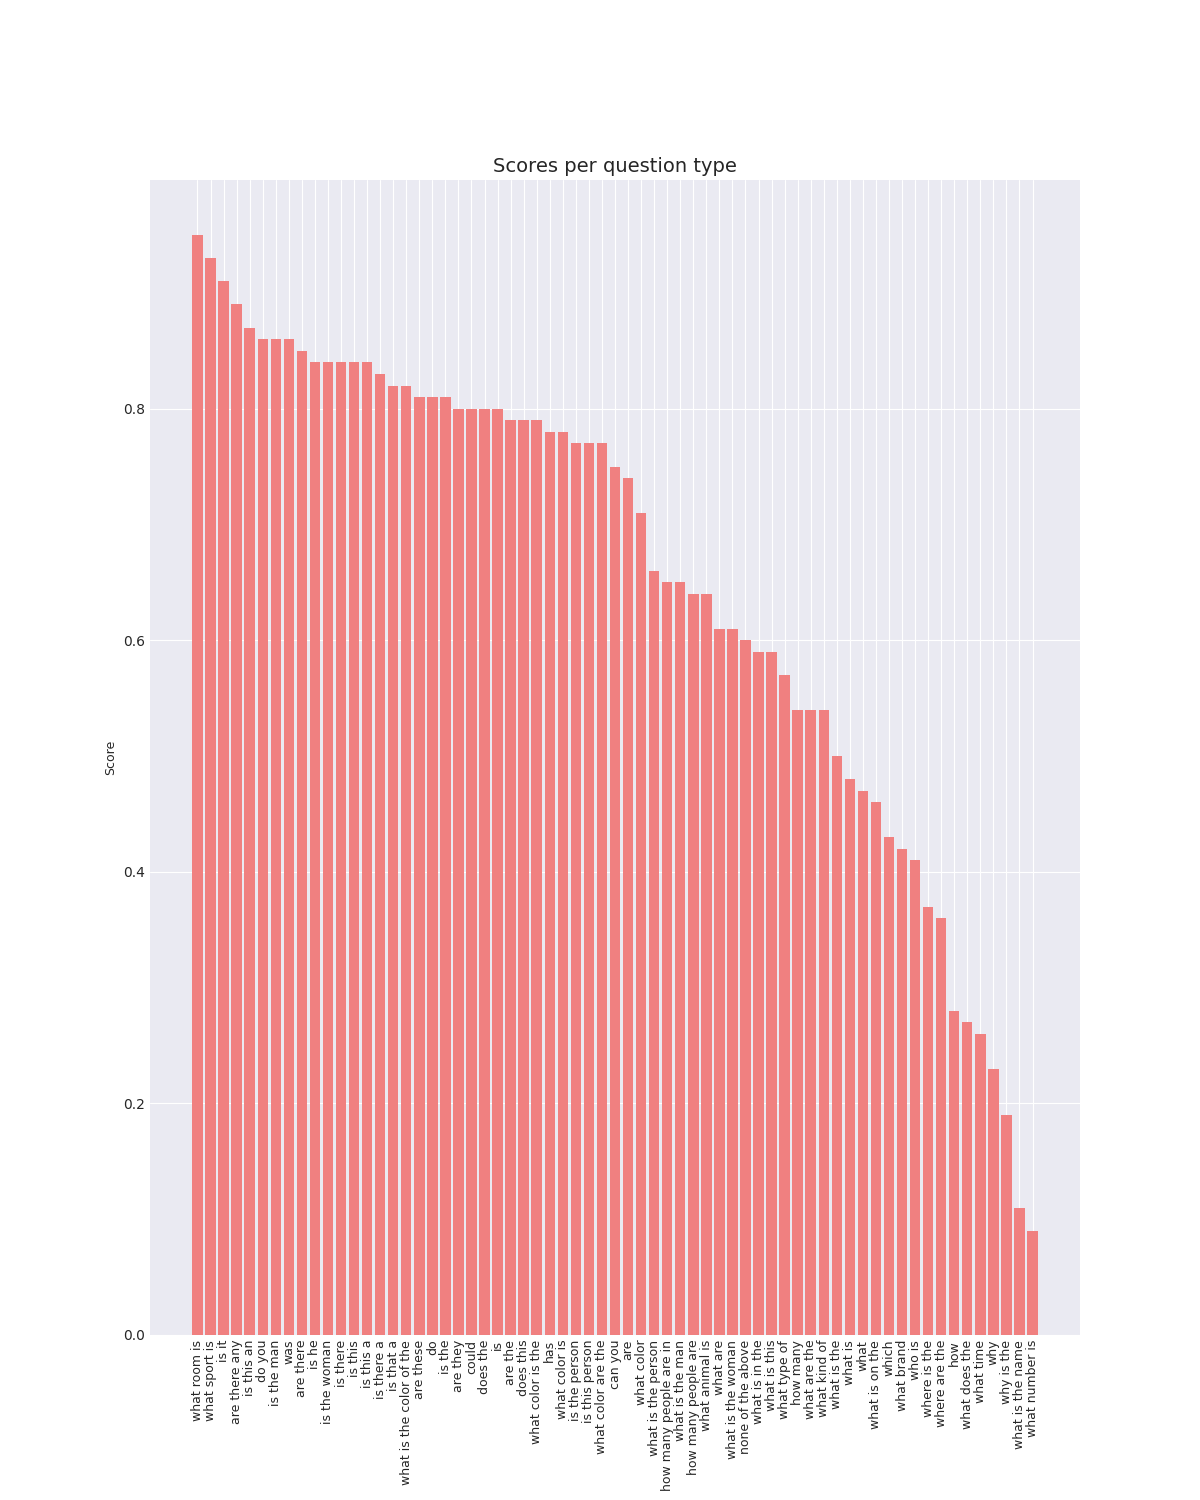 Scores per question type
Score
0.8
0.6
0.4
0.2
0.0
what room is
what sport is
is it
are there any
is this an
do you
is the man
was
are there
is he
is the woman
is there
is this
is this a
is there a
is that a
what is the color of the
are these
do
is the
are they
could
does the
is
are the
does this
what color is the
has
what color is
is the person
is this person
what color are the
can you
are
what color
what is the person
how many people are in
what is the man
how many people are
what animal is
what are
what is the woman
none of the above
what is in the
what is this
what type of
how many
what are the
what kind of
what is the
what is
what
what is on the
which
what brand
who is
where is the
where are the
how
what does the
what time
why
why is the
what is the name
what number is